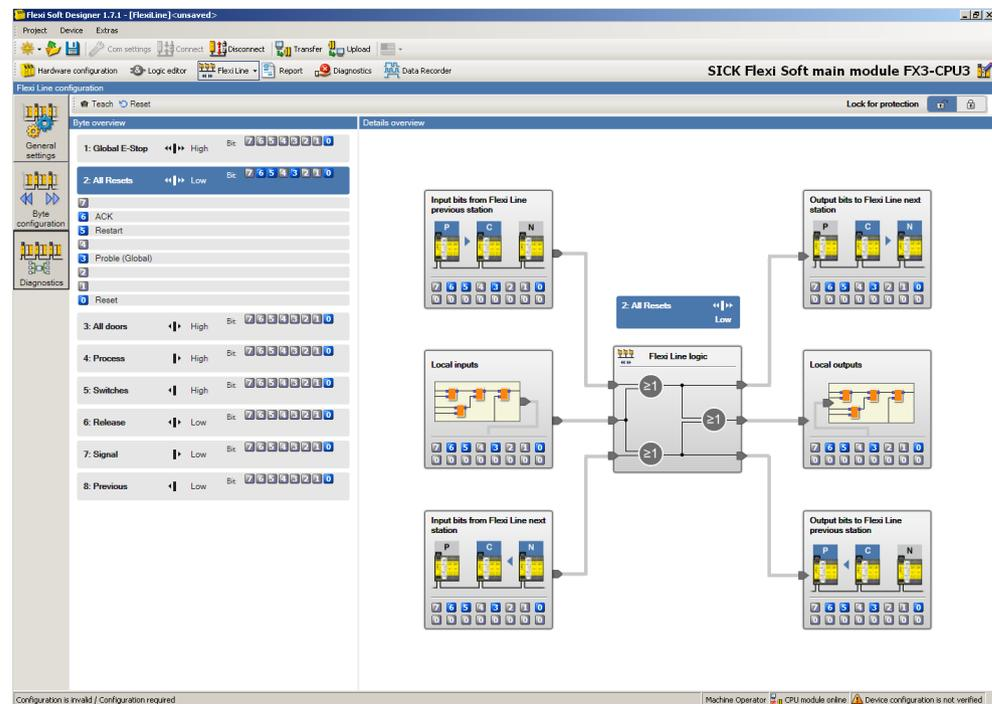 Flexi Soft Designer 1.7.1 - [FlexiLine] <unsaved>
Project Device Extras
Com settings Connect Disconnect Transfer Upload
Hardware configuration Logic editor Flexi Line Report Diagnostics Data Recorder SICK Flexi Soft main module FX3-CPU3
Flexi Line configuration
Teach Reset Lock for protection
General settings
Byte configuration
Diagnostics
Byte overview
1: Global E-Stop High Bit: 7 6 5 4 3 2 1 0
2: All Resets Low Bit: 7 6 5 4 3 2 1 0
7
6 ACK
5 Restart
4
3 Proble (Global)
2
1
0 Reset
3: All doors High Bit: 7 6 5 4 3 2 1 0
4: Process High Bit: 7 6 5 4 3 2 1 0
5: Switches High Bit: 7 6 5 4 3 2 1 0
6: Release Low Bit: 7 6 5 4 3 2 1 0
7: Signal Low Bit: 7 6 5 4 3 2 1 0
8: Previous Low Bit: 7 6 5 4 3 2 1 0
Details overview
Input bits from Flexi Line
previous station
P C N
7 6 5 4 3 2 1 0
0 0 0 0 0 0 0 0
Output bits to Flexi Line next
station
P C N
7 6 5 4 3 2 1 0
0 0 0 0 0 0 0 0
2: All Resets
Low
Local inputs
7 6 5 4 3 2 1 0
0 0 0 0 0 0 0 0
Flexi Line logic
≥1
≥1
≥1
Local outputs
7 6 5 4 3 2 1 0
0 0 0 0 0 0 0 0
Input bits from Flexi Line next
station
P C N
7 6 5 4 3 2 1 0
0 0 0 0 0 0 0 0
Output bits to Flexi Line
previous station
P C N
7 6 5 4 3 2 1 0
0 0 0 0 0 0 0 0
Configuration is invalid / Configuration required Machine Operator CPU module online Device configuration is not verified